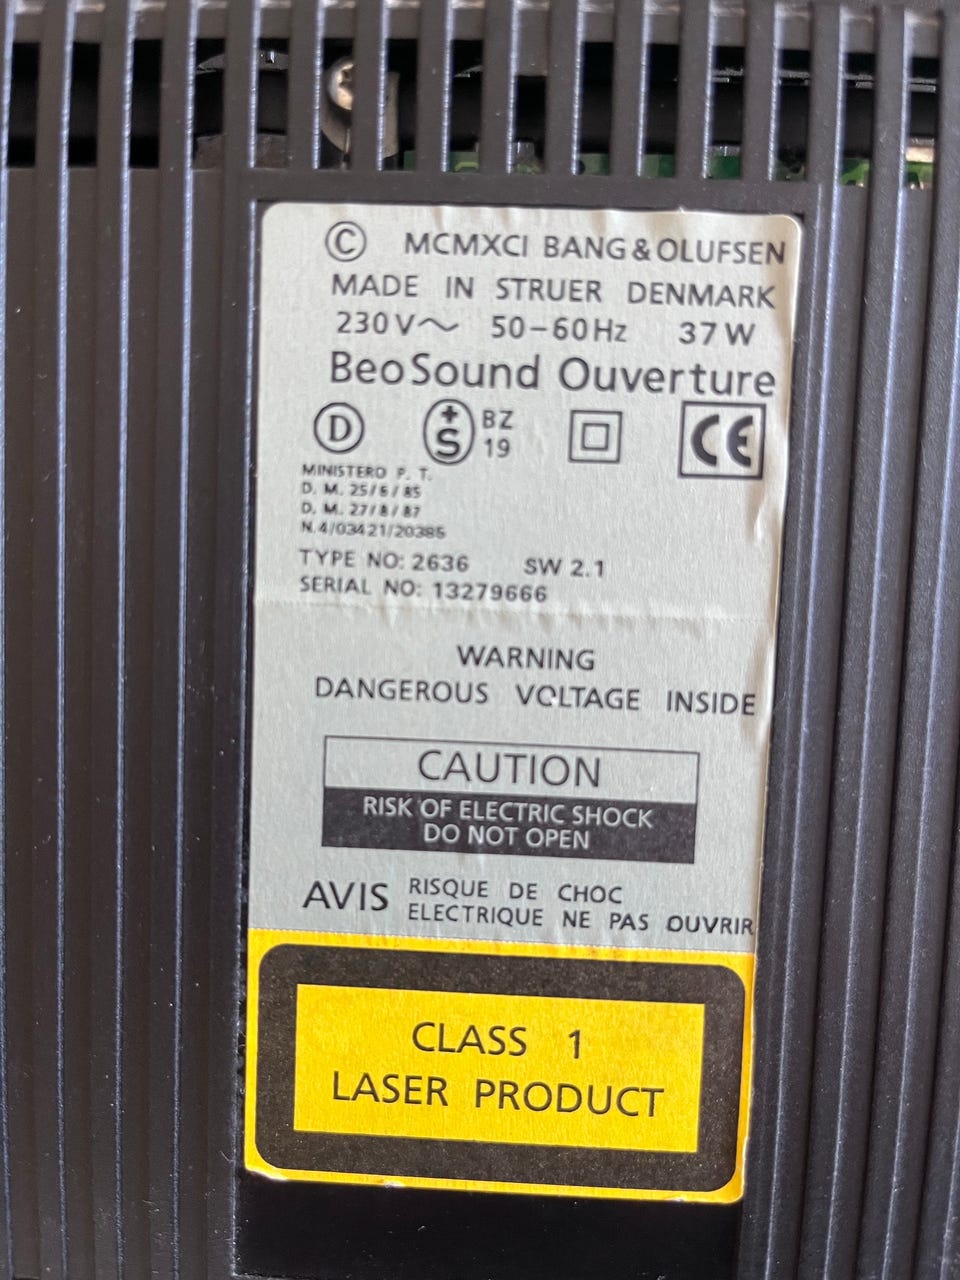 © MCMXCI BANG & OLUFSEN
MADE IN STRUER DENMARK
230V~ 50-60Hz 37W
BeoSound Ouverture
D +S BZ 19 CE
MINISTERO P. T.
D. M. 25/6/85
D. M. 27/8/87
N.4/03421/20385
TYPE NO: 2636 SW 2.1
SERIAL NO: 13279666
WARNING
DANGEROUS VOLTAGE INSIDE
CAUTION
RISK OF ELECTRIC SHOCK
DO NOT OPEN
AVIS RISQUE DE CHOC
ELECTRIQUE NE PAS OUVRIR
CLASS 1
LASER PRODUCT